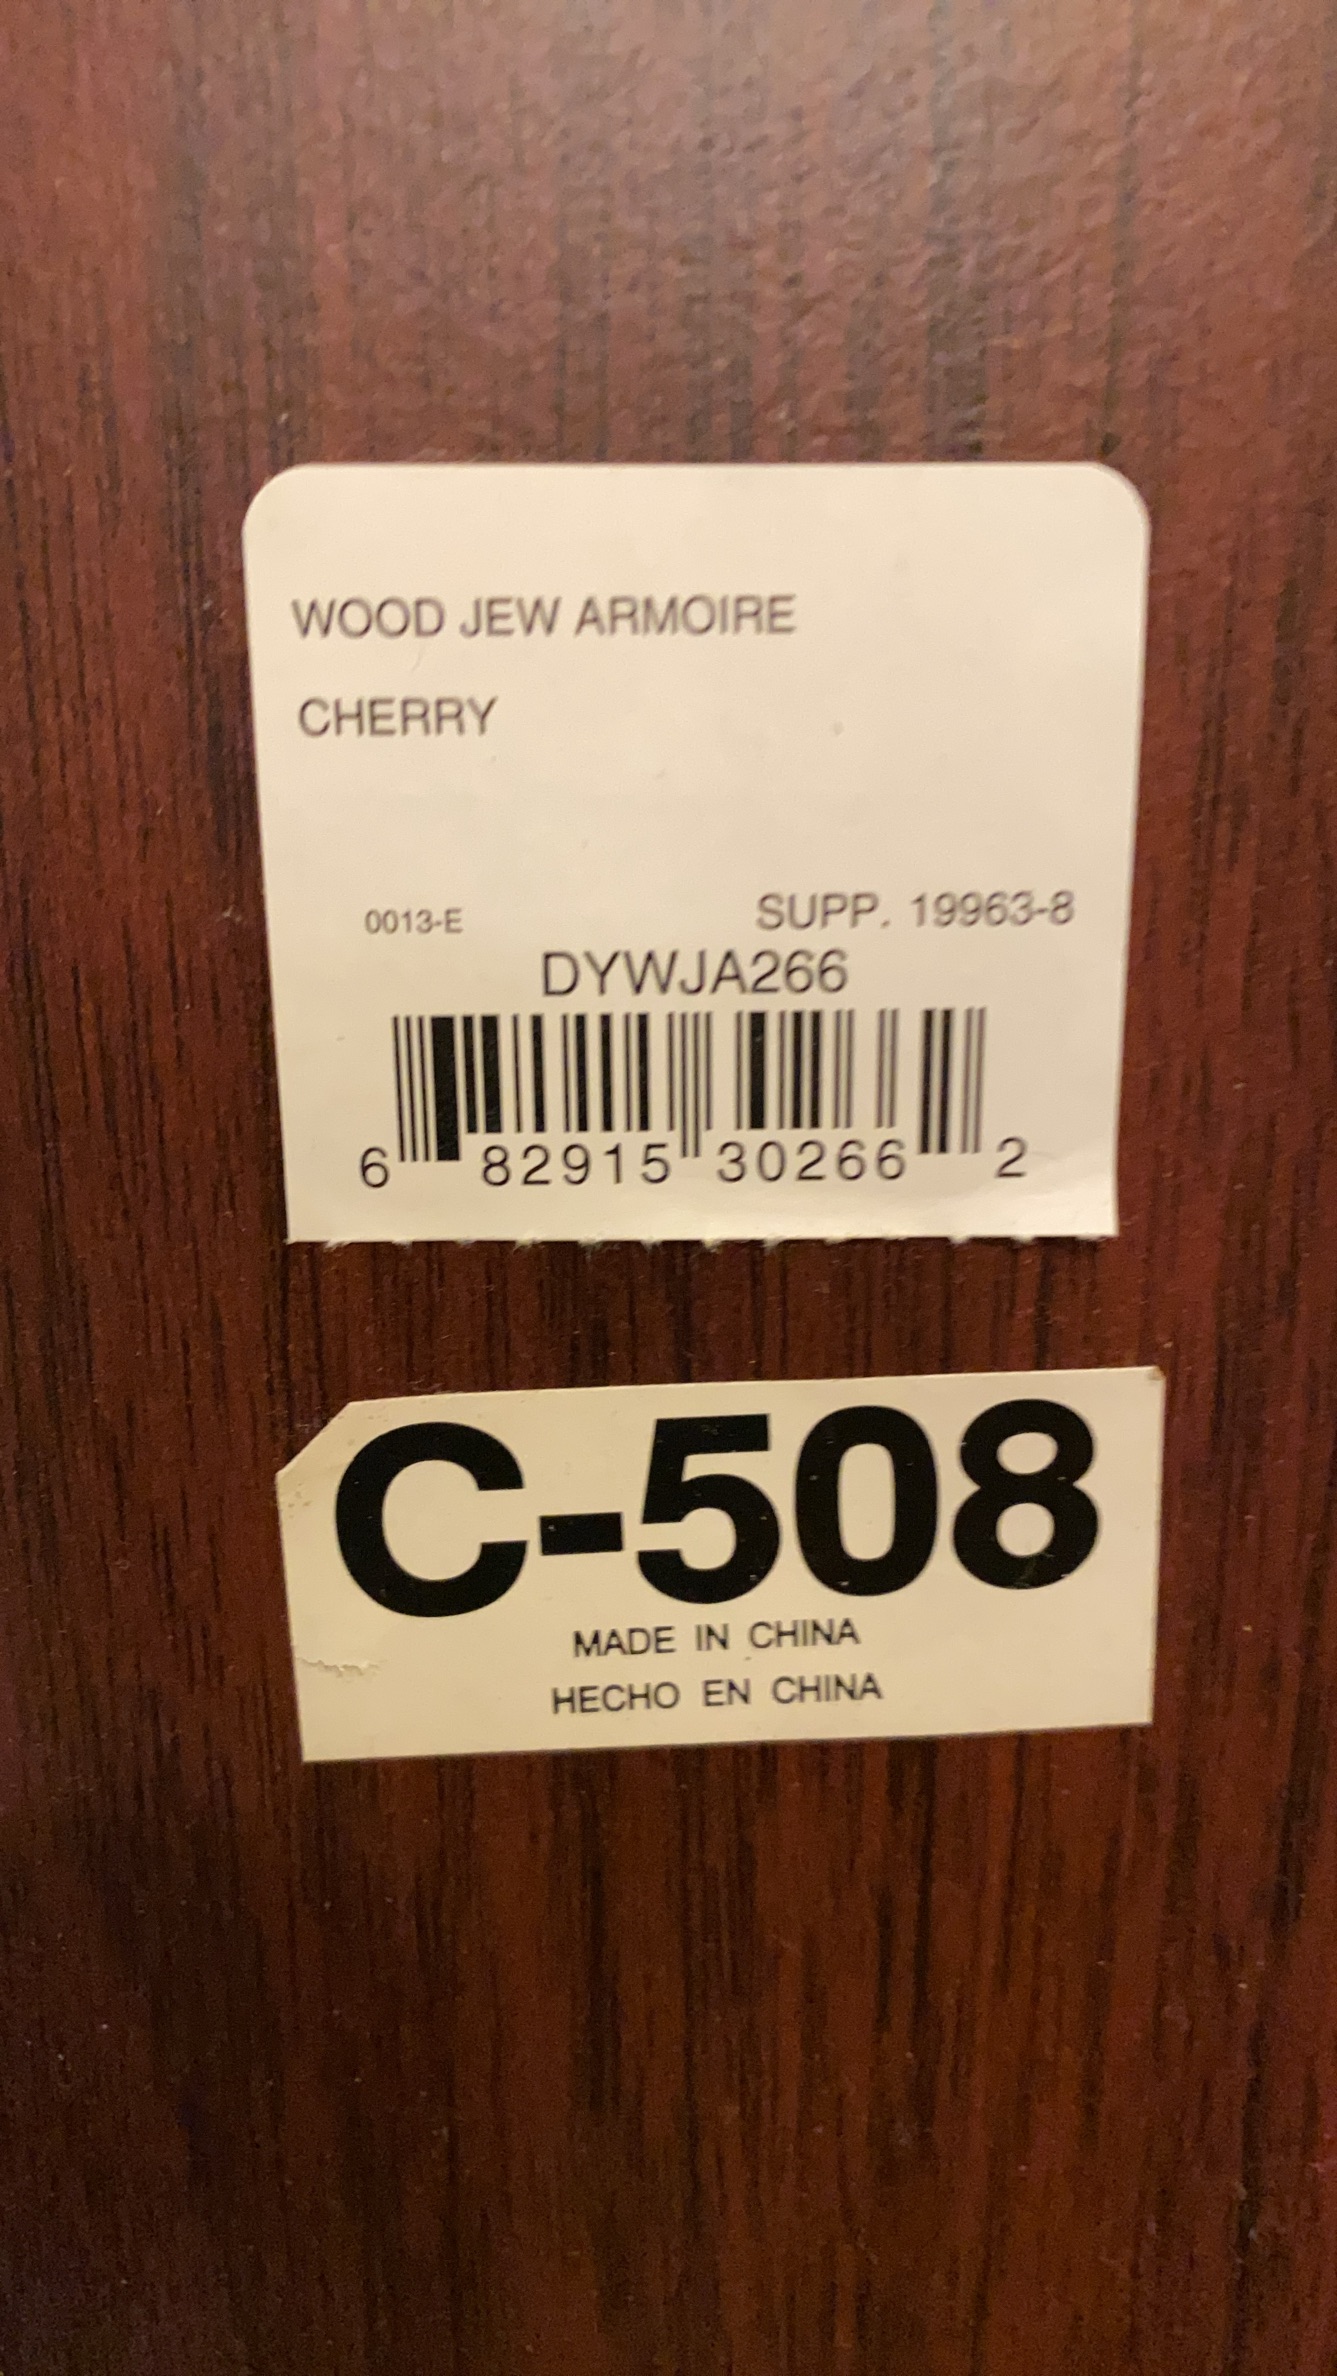 WOOD JEW ARMOIRE
CHERRY
0013-E SUPP. 19963-8
DYWJA266
6 82915 30266 2
C-508
MADE IN CHINA
HECHO EN CHINA